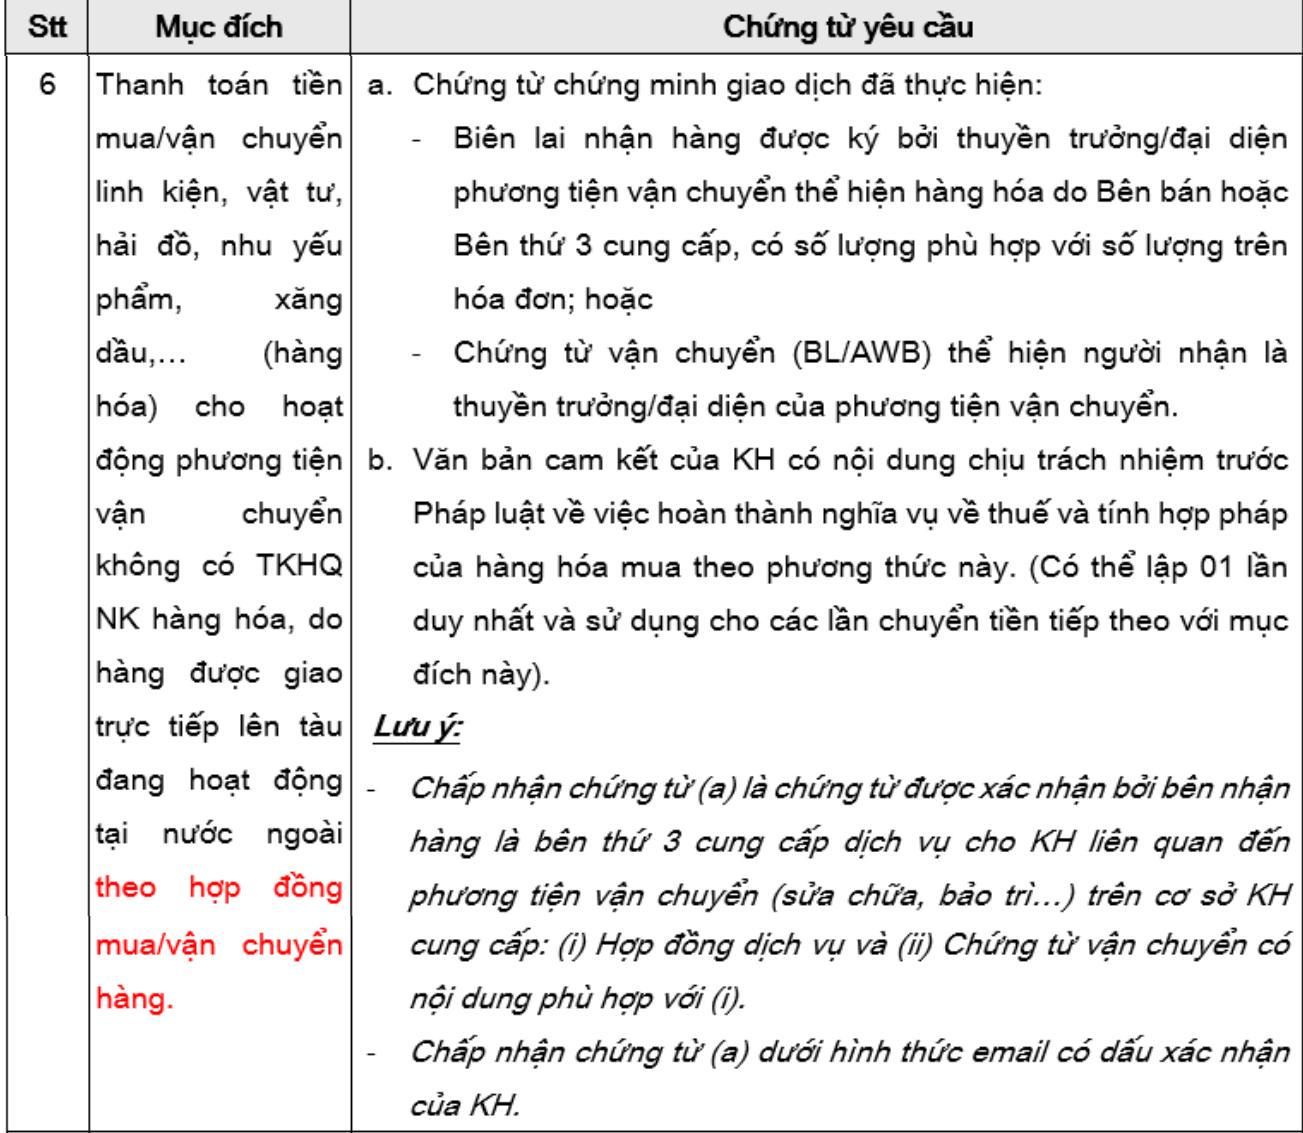 Stt
Mục đích
Chứng từ yêu cầu
6
Thanh toán tiền
mua/vận chuyển
linh kiện, vật tư,
hải đồ, nhu yếu
phẩm, xăng
dầu,… (hàng
hóa) cho hoạt
động phương tiện
vận chuyển
không có TKHQ
NK hàng hóa, do
hàng được giao
trực tiếp lên tàu
đang hoạt động
tại nước ngoài
theo hợp đồng
mua/vận chuyển
hàng.
a. Chứng từ chứng minh giao dịch đã thực hiện:
- Biên lai nhận hàng được ký bởi thuyền trưởng/đại diện
phương tiện vận chuyển thể hiện hàng hóa do Bên bán hoặc
Bên thứ 3 cung cấp, có số lượng phù hợp với số lượng trên
hóa đơn; hoặc
- Chứng từ vận chuyển (BL/AWB) thể hiện người nhận là
thuyền trưởng/đại diện của phương tiện vận chuyển.
b. Văn bản cam kết của KH có nội dung chịu trách nhiệm trước
Pháp luật về việc hoàn thành nghĩa vụ về thuế và tính hợp pháp
của hàng hóa mua theo phương thức này. (Có thể lập 01 lần
duy nhất và sử dụng cho các lần chuyển tiền tiếp theo với mục
đích này).
Lưu ý:
- Chấp nhận chứng từ (a) là chứng từ được xác nhận bởi bên nhận
hàng là bên thứ 3 cung cấp dịch vụ cho KH liên quan đến
phương tiện vận chuyển (sửa chữa, bảo trì…) trên cơ sở KH
cung cấp: (i) Hợp đồng dịch vụ và (ii) Chứng từ vận chuyển có
nội dung phù hợp với (i).
- Chấp nhận chứng từ (a) dưới hình thức email có dấu xác nhận
của KH.